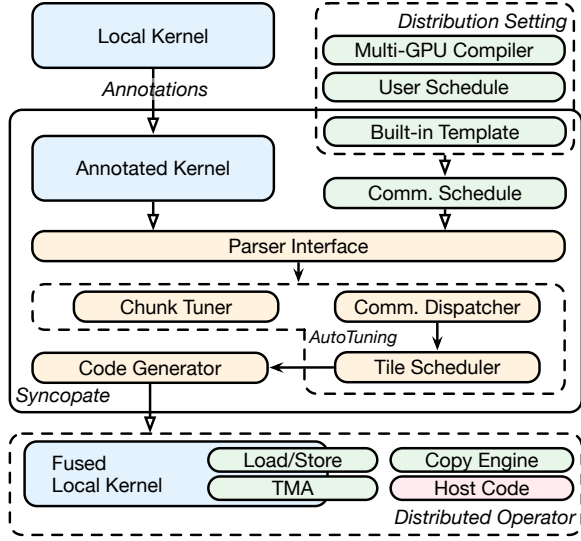 Local Kernel
Distribution Setting
Multi-GPU Compiler
User Schedule
Annotations
Built-in Template
Annotated Kernel
Comm. Schedule
Parser Interface
Chunk Tuner
Comm. Dispatcher
AutoTuning
Code Generator
Tile Scheduler
Syncopate
Fused
Local Kernel
Load/Store
Copy Engine
TMA
Host Code
Distributed Operator